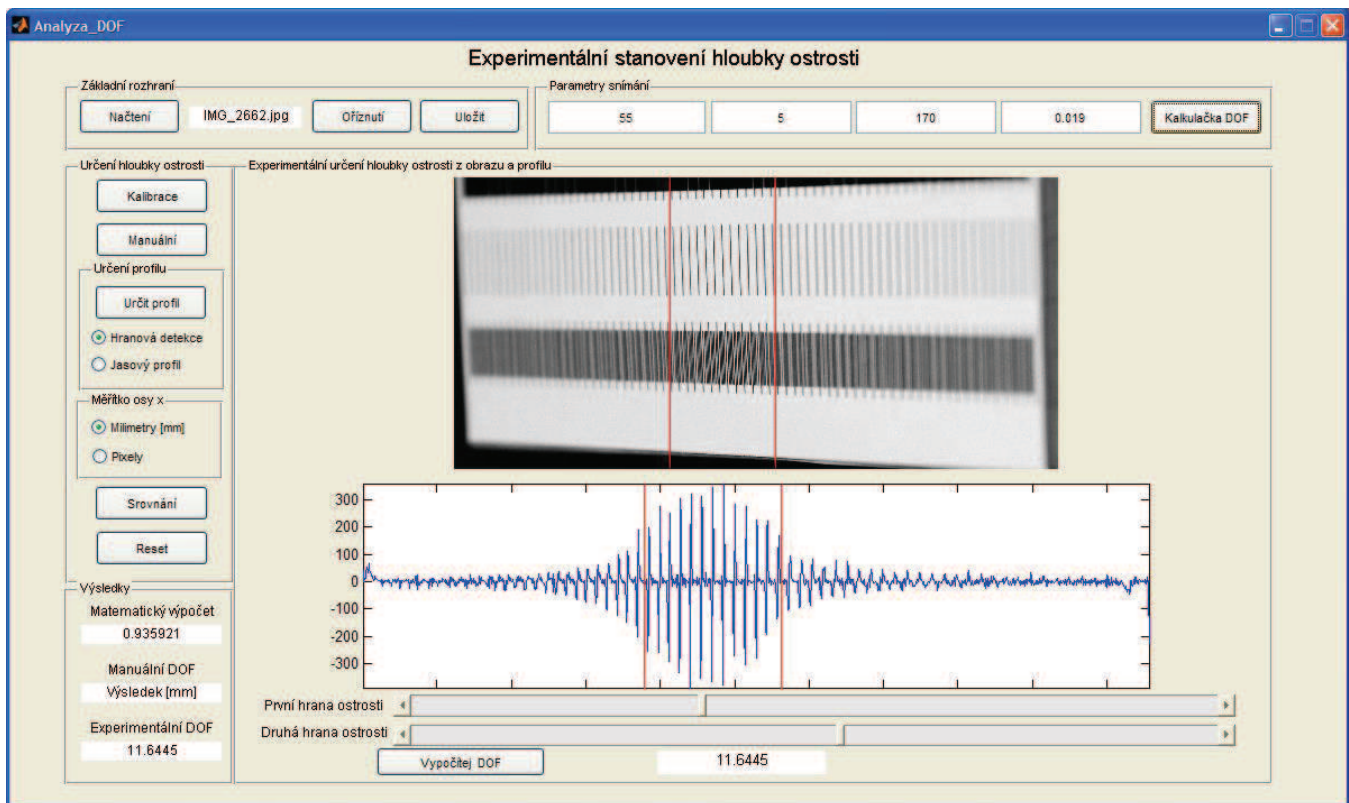 Analyza_DOF
Experimentální stanovení hloubky ostrosti
Základní rozhraní
Načtení
IMG_2662.jpg
Oříznutí
Uložit
Parametry snímání
55
5
170
0.019
Kalkulačka DOF
Určení hloubky ostrosti
Kalibrace
Manuální
Určení profilu
Určit profil
Hranová detekce
Jasový profil
Měřítko osy x
Milimetry [mm]
Pixely
Srovnání
Reset
Výsledky
Matematický výpočet
0.935921
Manuální DOF
Výsledek [mm]
Experimentální DOF
11.6445
Experimentální určení hloubky ostrosti z obrazu a profilu
300
200
100
0
-100
-200
-300
První hrana ostrosti
Druhá hrana ostrosti
Vypočítej DOF
11.6445